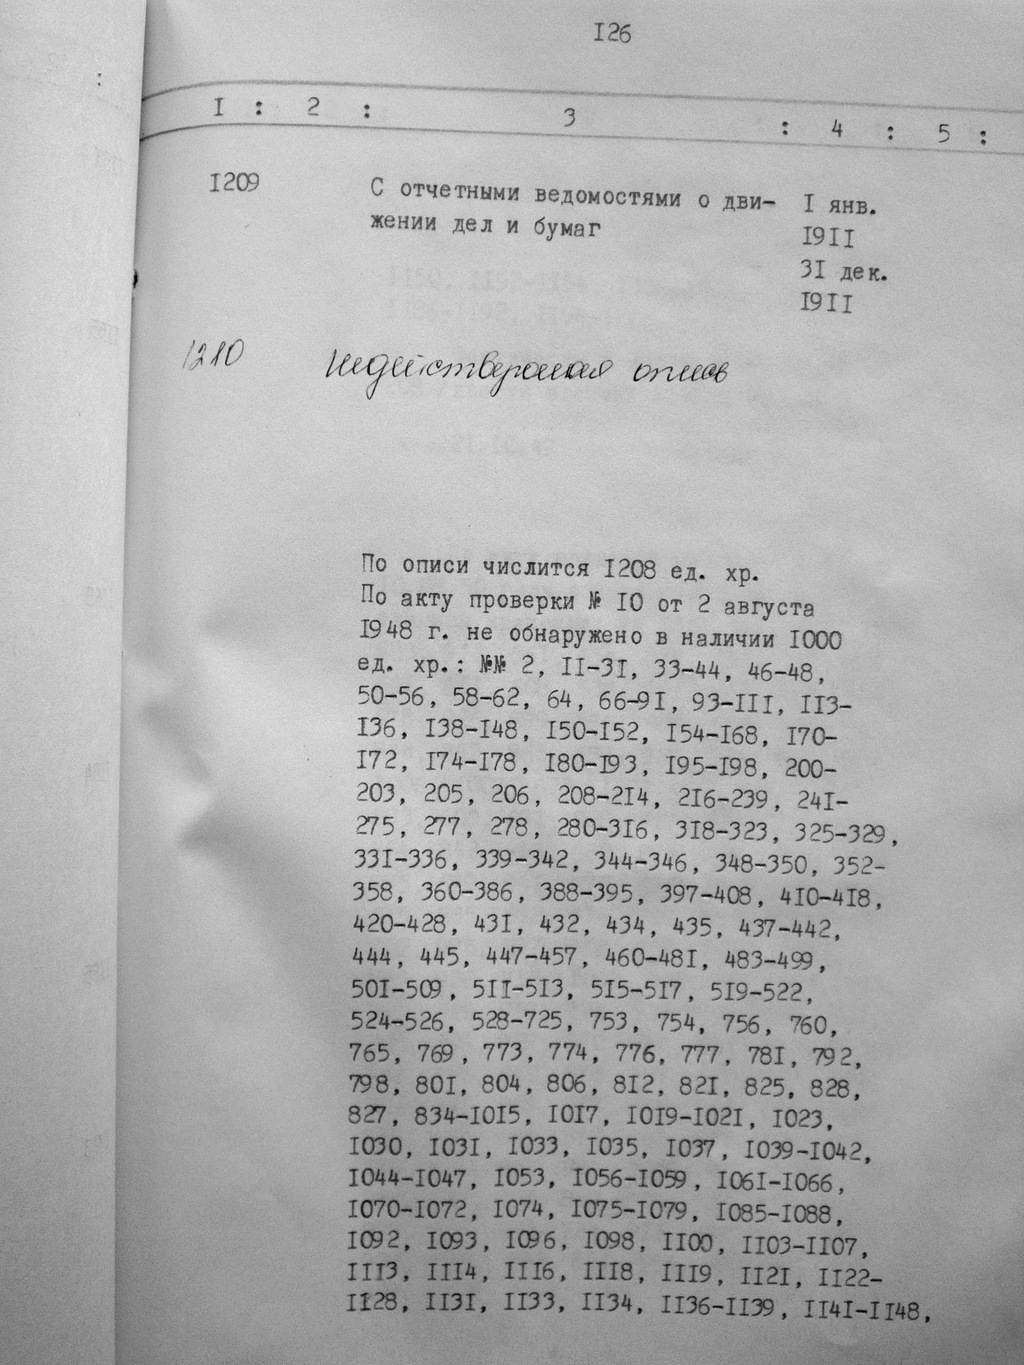 I26
I : 2 : 3 : 4 : 5 :
I209 С отчетными ведомостями о дви- I янв.
жении дел и бумаг I9II
3I дек.
I9II
1210 Недействующая опись
По описи числится I208 ед. хр.
По акту проверки № IO от 2 августа
I948 г. не обнаружено в наличии I000
ед. хр.: №№ 2, II-3I, 33-44, 46-48,
50-56, 58-62, 64, 66-9I, 93-III, II3-
I36, I38-I48, I50-I52, I54-I68, I70-
I72, I74-I78, I80-I93, I95-I98, 200-
203, 205, 206, 208-2I4, 2I6-239, 24I-
275, 277, 278, 280-3I6, 3I8-323, 325-329,
33I-336, 339-342, 344-346, 348-350, 352-
358, 360-386, 388-395, 397-408, 4I0-4I8,
420-428, 43I, 432, 434, 435, 437-442,
444, 445, 447-457, 460-48I, 483-499,
50I-509, 5II-5I3, 5I5-5I7, 5I9-522,
524-526, 528-725, 753, 754, 756, 760,
765, 769, 773, 774, 776, 777, 78I, 792,
798, 80I, 804, 806, 8I2, 82I, 825, 828,
827, 834-I0I5, I0I7, I0I9-I02I, I023,
I030, I03I, I033, I035, I037, I039-I042,
I044-I047, I053, I056-I059, I06I-I066,
I070-I072, I074, I075-I079, I085-I088,
I092, I093, I096, I098, II00, II03-II07,
III3, III4, III6, III8, III9, II2I, II22-
II28, II3I, II33, II34, II36-II39, II4I-II48,